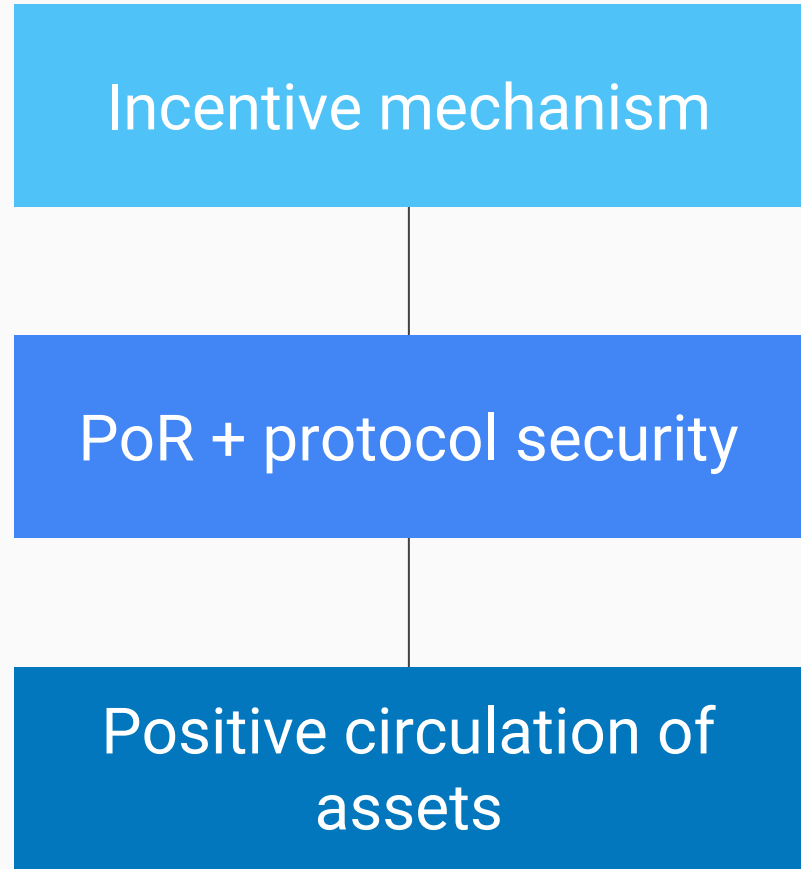 Incentive mechanism
PoR + protocol security
Positive circulation of
assets